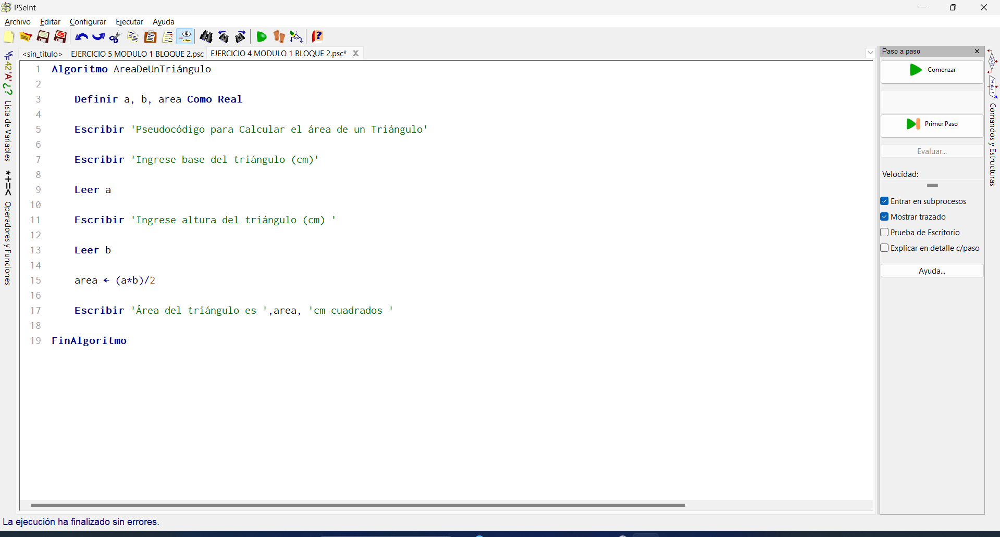 PSeInt
Archivo Editar Configurar Ejecutar Ayuda
<sin_titulo> EJERCICIO 5 MODULO 1 BLOQUE 2.psc EJERCICIO 4 MODULO 1 BLOQUE 2.psc*
1 Algoritmo AreaDeUnTriángulo
2
3 Definir a, b, area Como Real
4
5 Escribir 'Pseudocódigo para Calcular el área de un Triángulo'
6
7 Escribir 'Ingrese base del triángulo (cm)'
8
9 Leer a
10
11 Escribir 'Ingrese altura del triángulo (cm) '
12
13 Leer b
14
15 area ← (a*b)/2
16
17 Escribir 'Área del triángulo es ',area, 'cm cuadrados '
18
19 FinAlgoritmo
42 'A' ¿?
Lista de Variables
*+=<
Operadores y Funciones
Paso a paso
Comenzar
Primer Paso
Evaluar...
Velocidad:
Entrar en subprocesos
Mostrar trazado
Prueba de Escritorio
Explicar en detalle c/paso
Ayuda...
A>B
"Hola !"
Comandos y Estructuras
La ejecución ha finalizado sin errores.